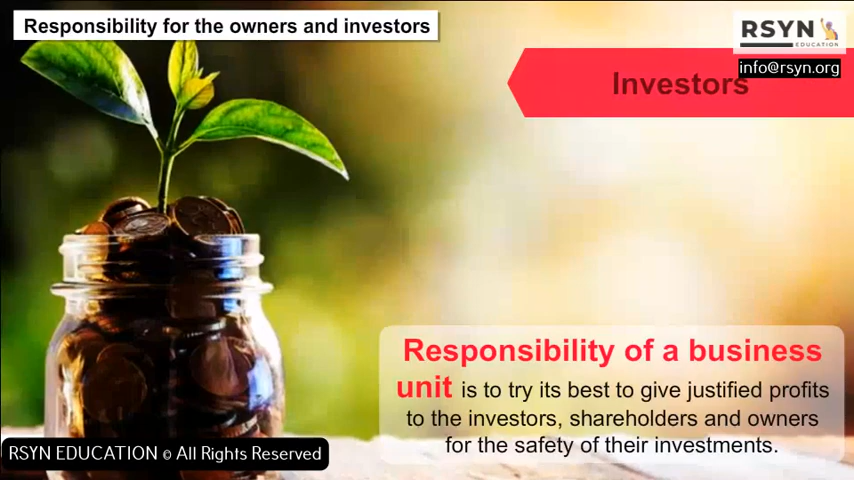 Responsibility for the owners and investors
RSYN
EDUCATION
info@rsyn.org
Investors
Responsibility of a business
unit is to try its best to give justified profits
to the investors, shareholders and owners
for the safety of their investments.
RSYN EDUCATION © All Rights Reserved